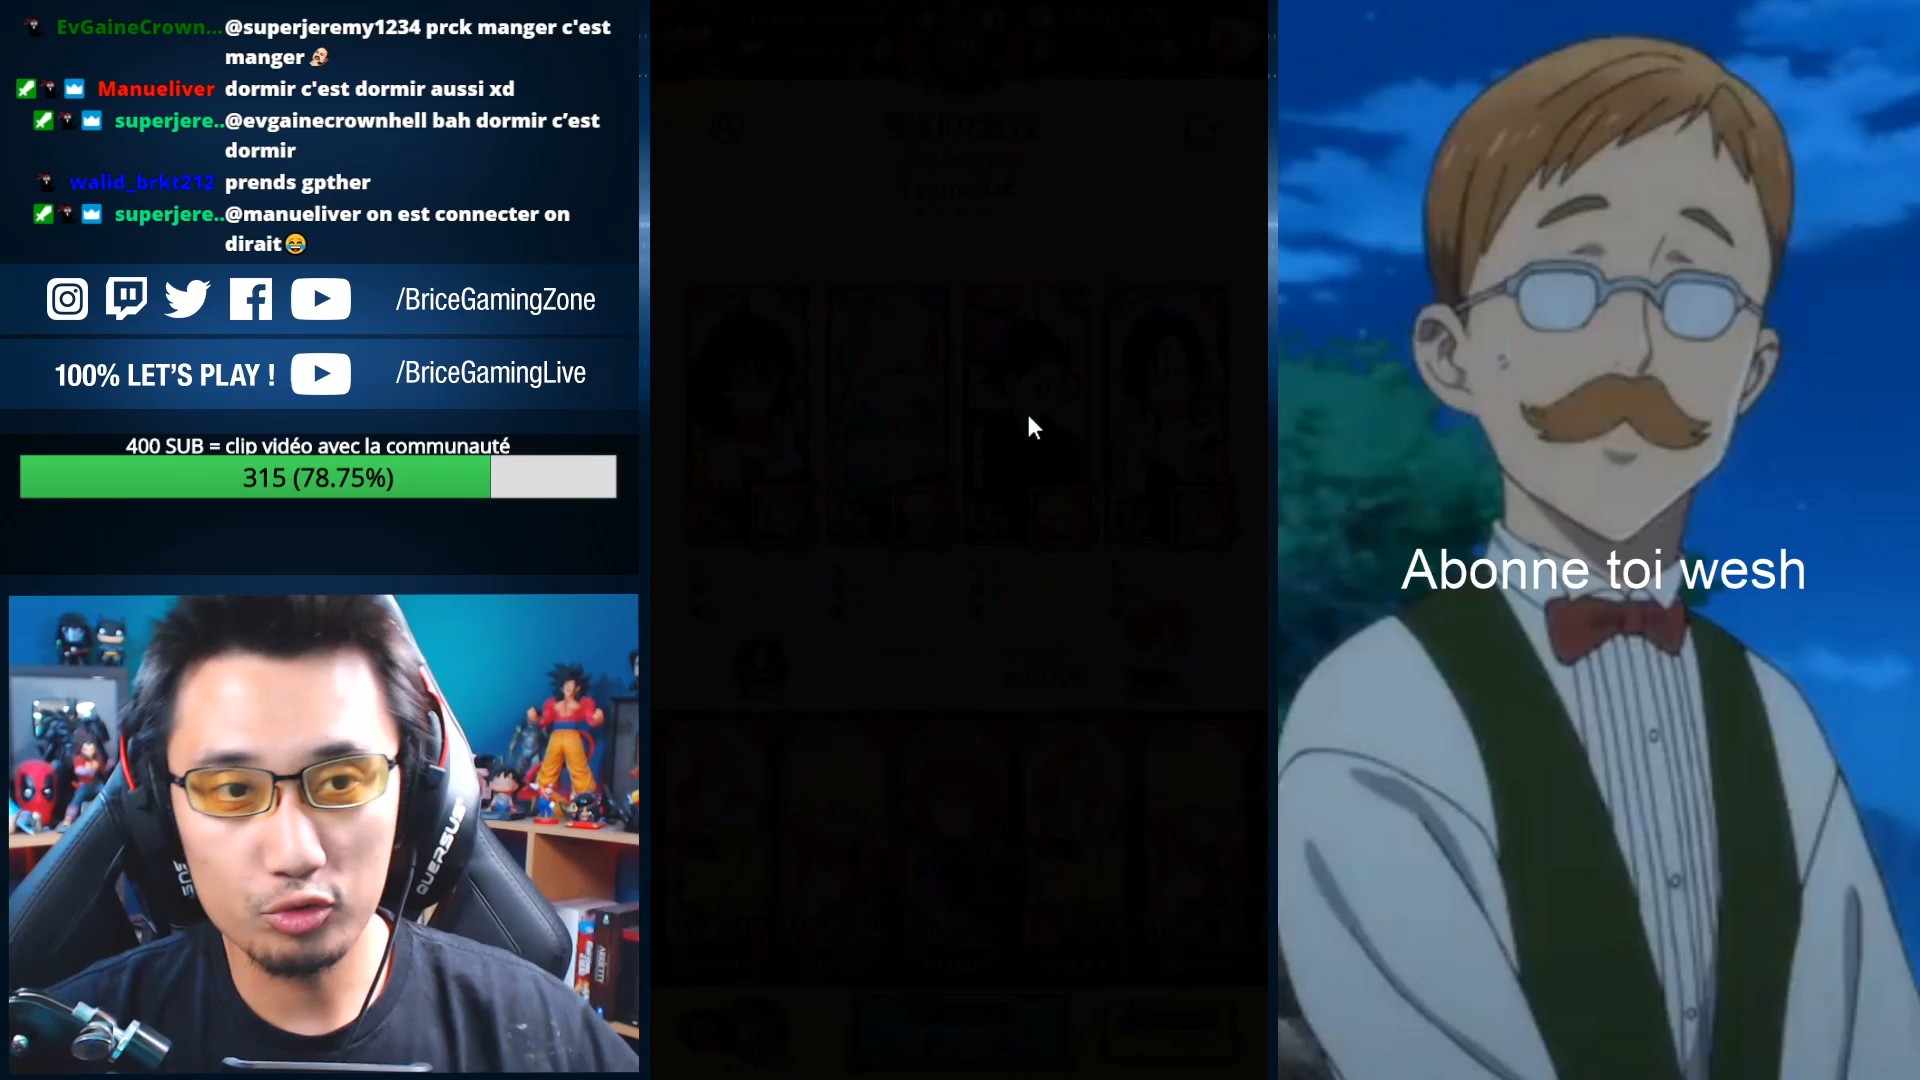 EvGaineCrown... @superjeremy1234 prck manger c'est
manger
Manueliver dormir c'est dormir aussi xd
superjere.. @evgainecrownhell bah dormir c’est
dormir
walid_brkt212 prends gpther
superjere.. @manueliver on est connecter on
dirait
/BriceGamingZone
100% LET'S PLAY ! /BriceGamingLive
400 SUB = clip vidéo avec la communauté
315 (78.75%)
QUERSUS
Abonne toi wesh